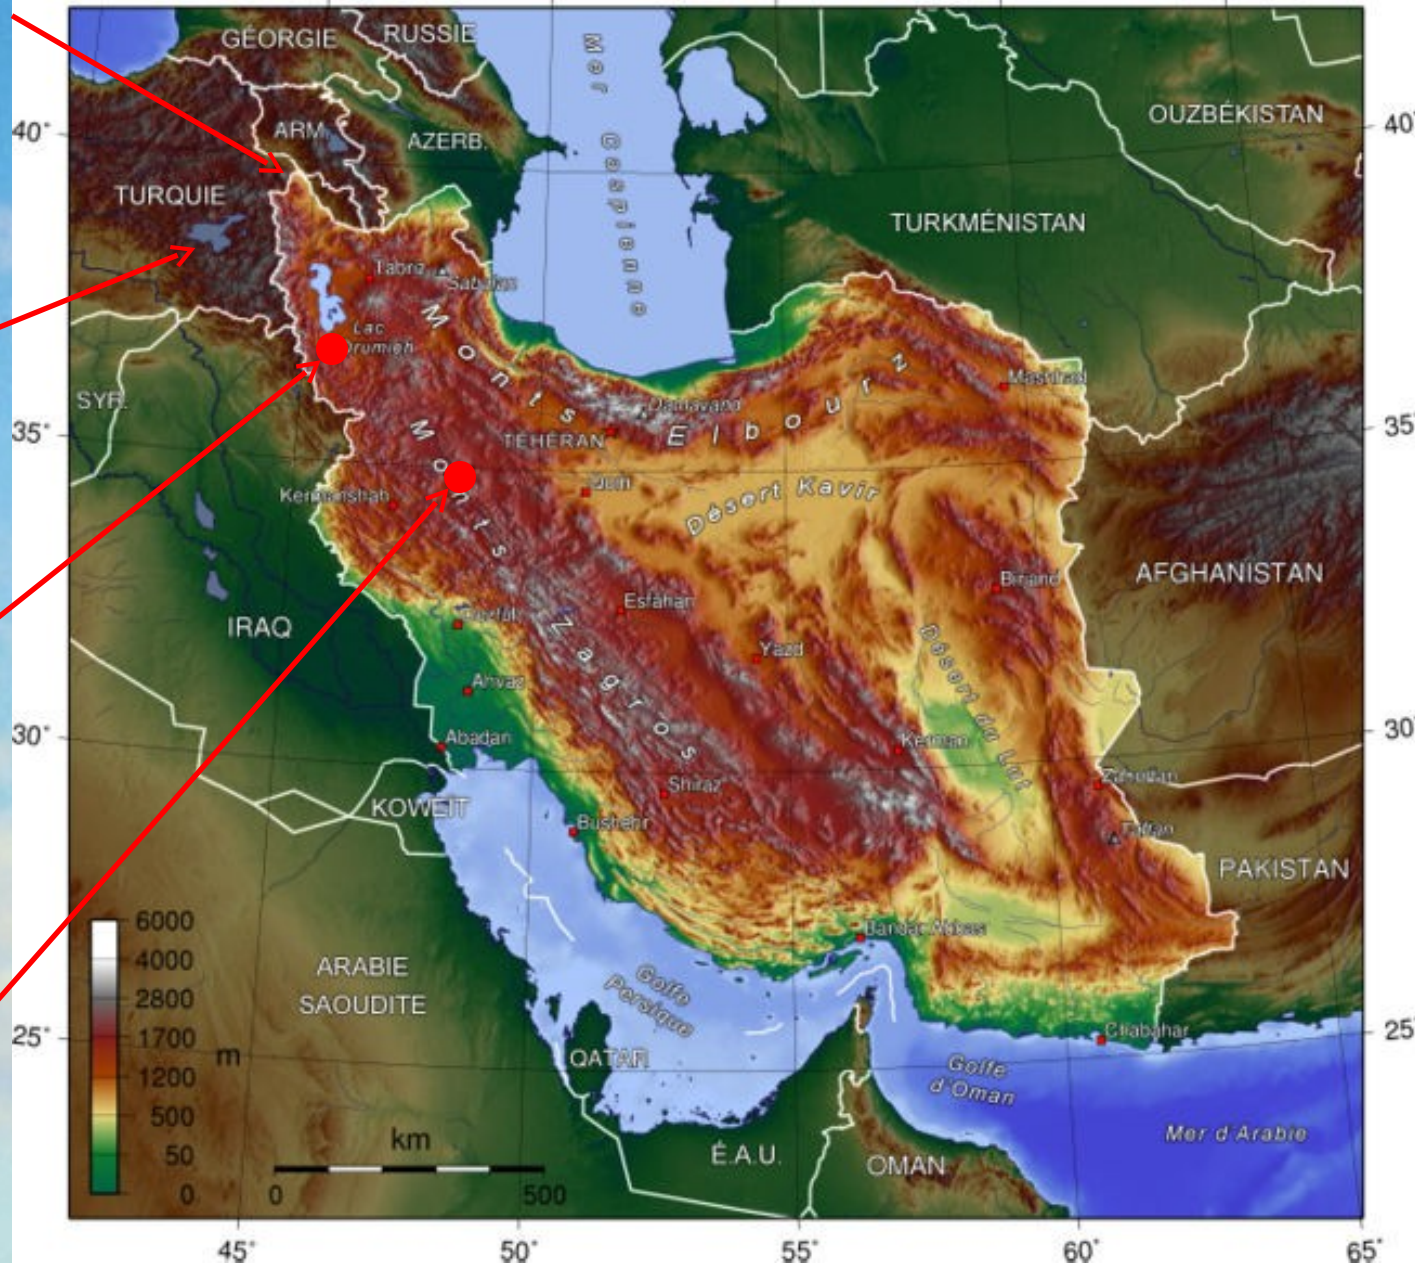 GÉORGIE
RUSSIE
Mer Caspienne
ARM.
AZERB.
OUZBÉKISTAN
40°
40°
TURQUIE
TURKMÉNISTAN
Tabriz
Sabalan
Lac
Orumieh
Monts Elbourz
Mashhad
SYR.
Damavand
35°
35°
TÉHÉRAN
Monts Zagros
Qom
Kermanshah
Désert Kavir
AFGHANISTAN
Birjand
Esfahan
IRAQ
Dezful
Yazd
Désert du Lut
Ahvaz
30°
30°
Abadan
Kerman
Zahedan
Shiraz
KOWEÏT
Bushehr
Taftan
PAKISTAN
6000
4000
2800
1700
1200
500
50
0
m
Bandar Abbas
ARABIE
SAOUDITE
Golfe
Persique
25°
25°
Chabahar
QATAR
Golfe
d'Oman
Mer d'Arabie
km
0
500
É.A.U.
OMAN
45°
50°
55°
60°
65°